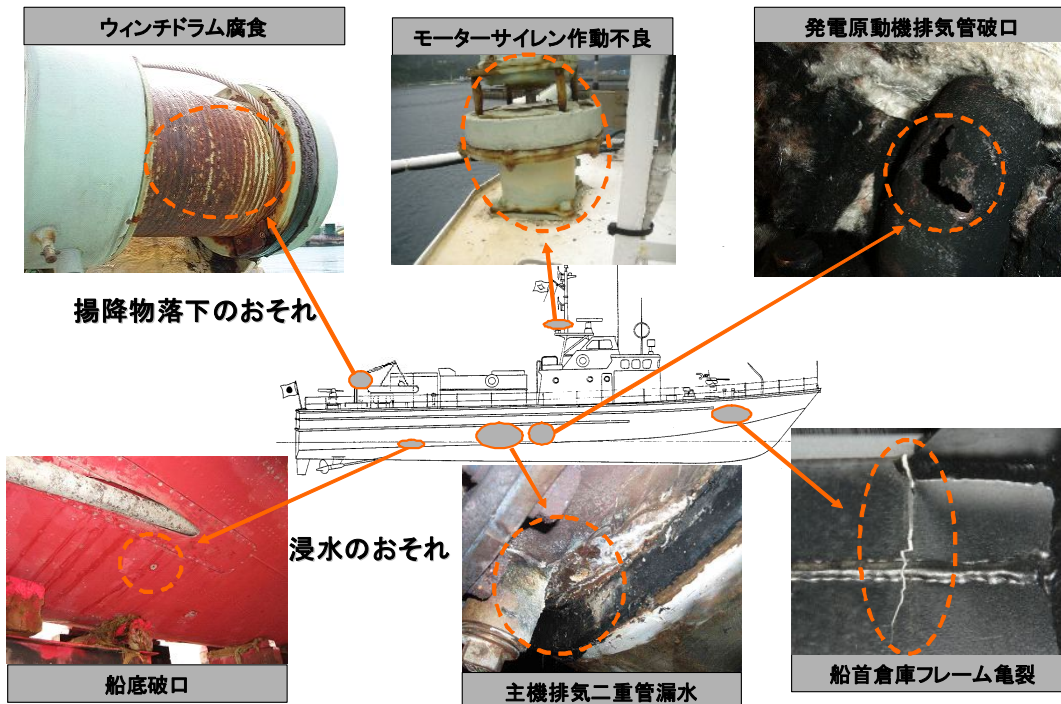 ウィンチドラム腐食
モーターサイレン作動不良
発電原動機排気管破口
揚降物落下のおそれ
浸水のおそれ
船底破口
主機排気二重管漏水
船首倉庫フレーム亀裂